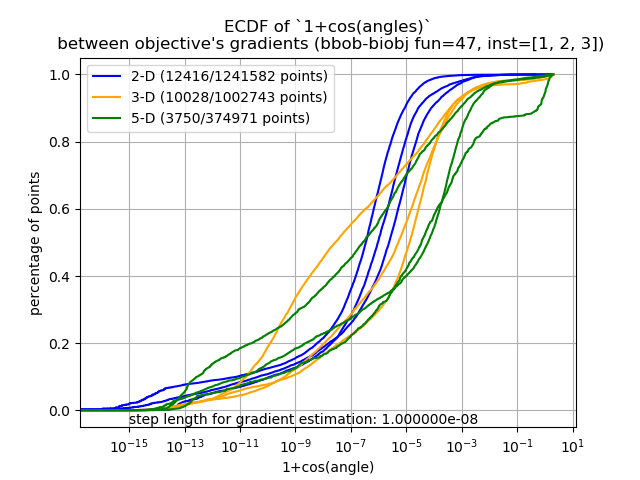 ECDF of `1+cos(angles)`
between objective's gradients (bbob-biobj fun=47, inst=[1, 2, 3])
2-D (12416/1241582 points)
3-D (10028/1002743 points)
5-D (3750/374971 points)
percentage of points
1.0
0.8
0.6
0.4
0.2
0.0
step length for gradient estimation: 1.000000e-08
10⁻¹⁵ 10⁻¹³ 10⁻¹¹ 10⁻⁹ 10⁻⁷ 10⁻⁵ 10⁻³ 10⁻¹ 10¹
1+cos(angle)